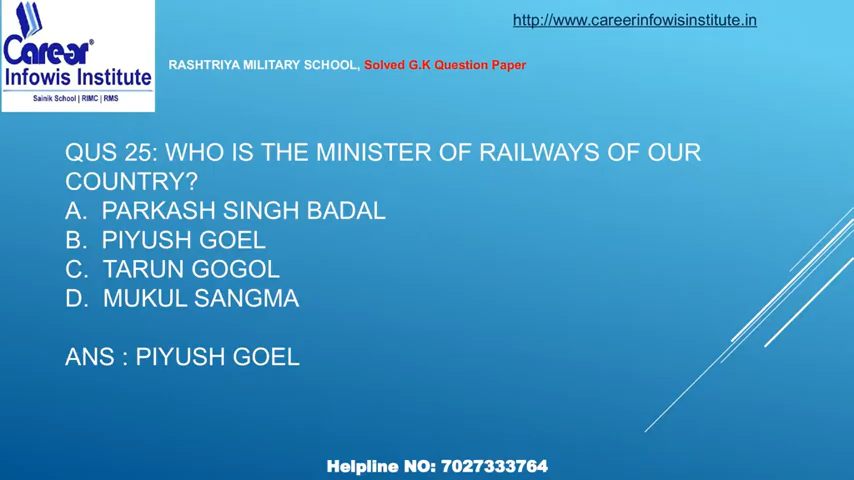 http://www.careerinfowisinstitute.in
Career®
Infowis Institute
Sainik School | RIMC | RMS
RASHTRIYA MILITARY SCHOOL, Solved G.K Question Paper
QUS 25: WHO IS THE MINISTER OF RAILWAYS OF OUR
COUNTRY?
A. PARKASH SINGH BADAL
B. PIYUSH GOEL
C. TARUN GOGOL
D. MUKUL SANGMA
ANS : PIYUSH GOEL
Helpline NO: 7027333764